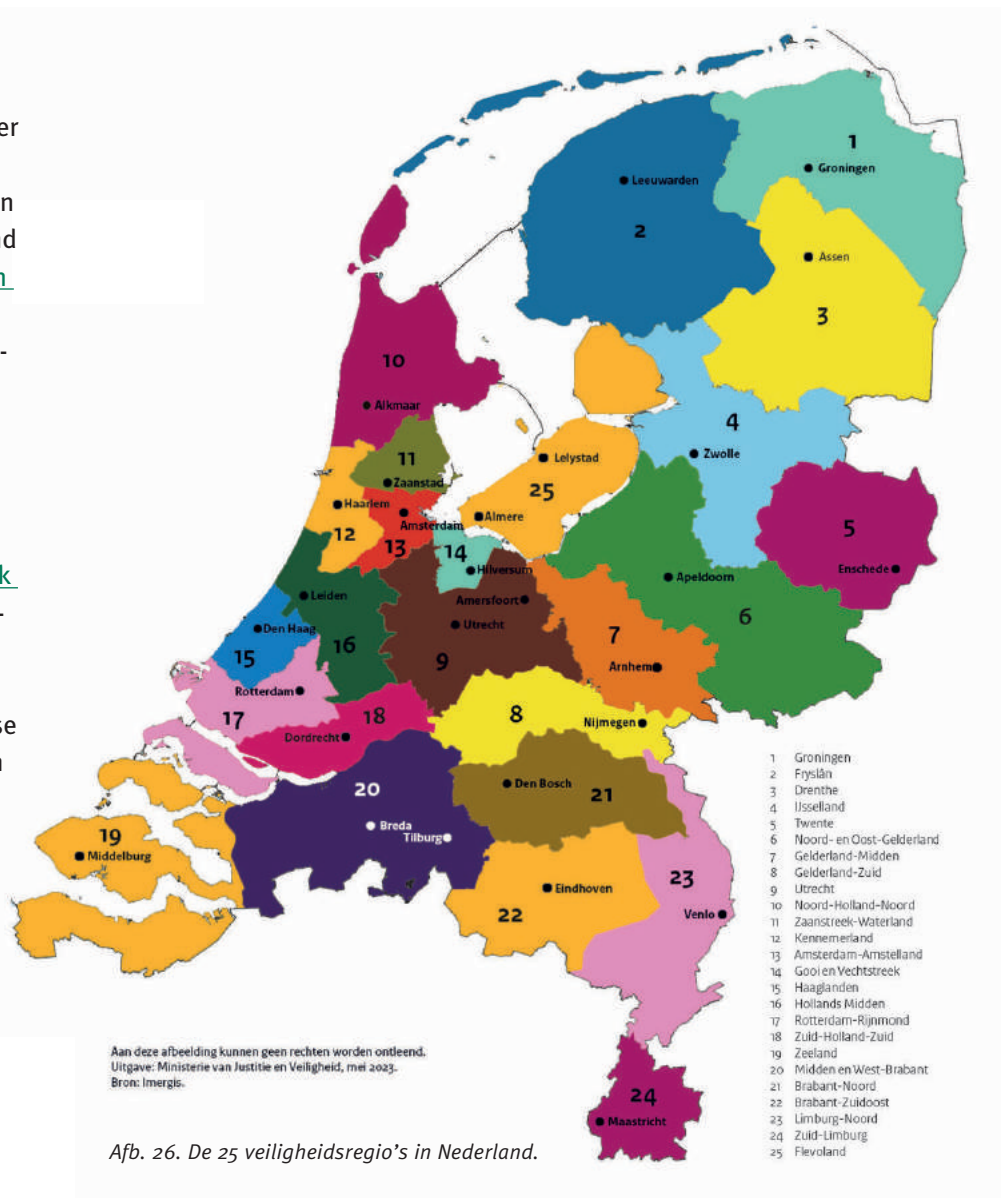 er
n
nd
n
-
k
-
se
n
1
Groningen
Leeuwarden
2
Assen
3
10
Alkmaar
4
11
Zwolle
Lelystad
Zaanstad
25
Haarlem
Almere
Amsterdam
12
13
14
5
Hilversum
Enschede
Apeldoorn
Leiden
Amersfoort
6
Den Haag
Utrecht
7
16
15
9
Arnhem
Rotterdam
17
18
8
Nijmegen
Dordrecht
20
Den Bosch
21
Breda
19
Tilburg
Middelburg
23
Eindhoven
22
Venlo
24
Maastricht
1 Groningen
2 Fryslân
3 Drenthe
4 IJsselland
5 Twente
6 Noord- en Oost-Gelderland
7 Gelderland-Midden
8 Gelderland-Zuid
9 Utrecht
10 Noord-Holland-Noord
11 Zaanstreek-Waterland
12 Kennemerland
13 Amsterdam-Amstelland
14 Gooi en Vechtstreek
15 Haaglanden
16 Hollands Midden
17 Rotterdam-Rijnmond
18 Zuid-Holland-Zuid
19 Zeeland
20 Midden en West-Brabant
21 Brabant-Noord
22 Brabant-Zuidoost
23 Limburg-Noord
24 Zuid-Limburg
25 Flevoland
Aan deze afbeelding kunnen geen rechten worden ontleend.
Uitgave: Ministerie van Justitie en Veiligheid, mei 2023.
Bron: Imergis.
Afb. 26. De 25 veiligheidsregio's in Nederland.